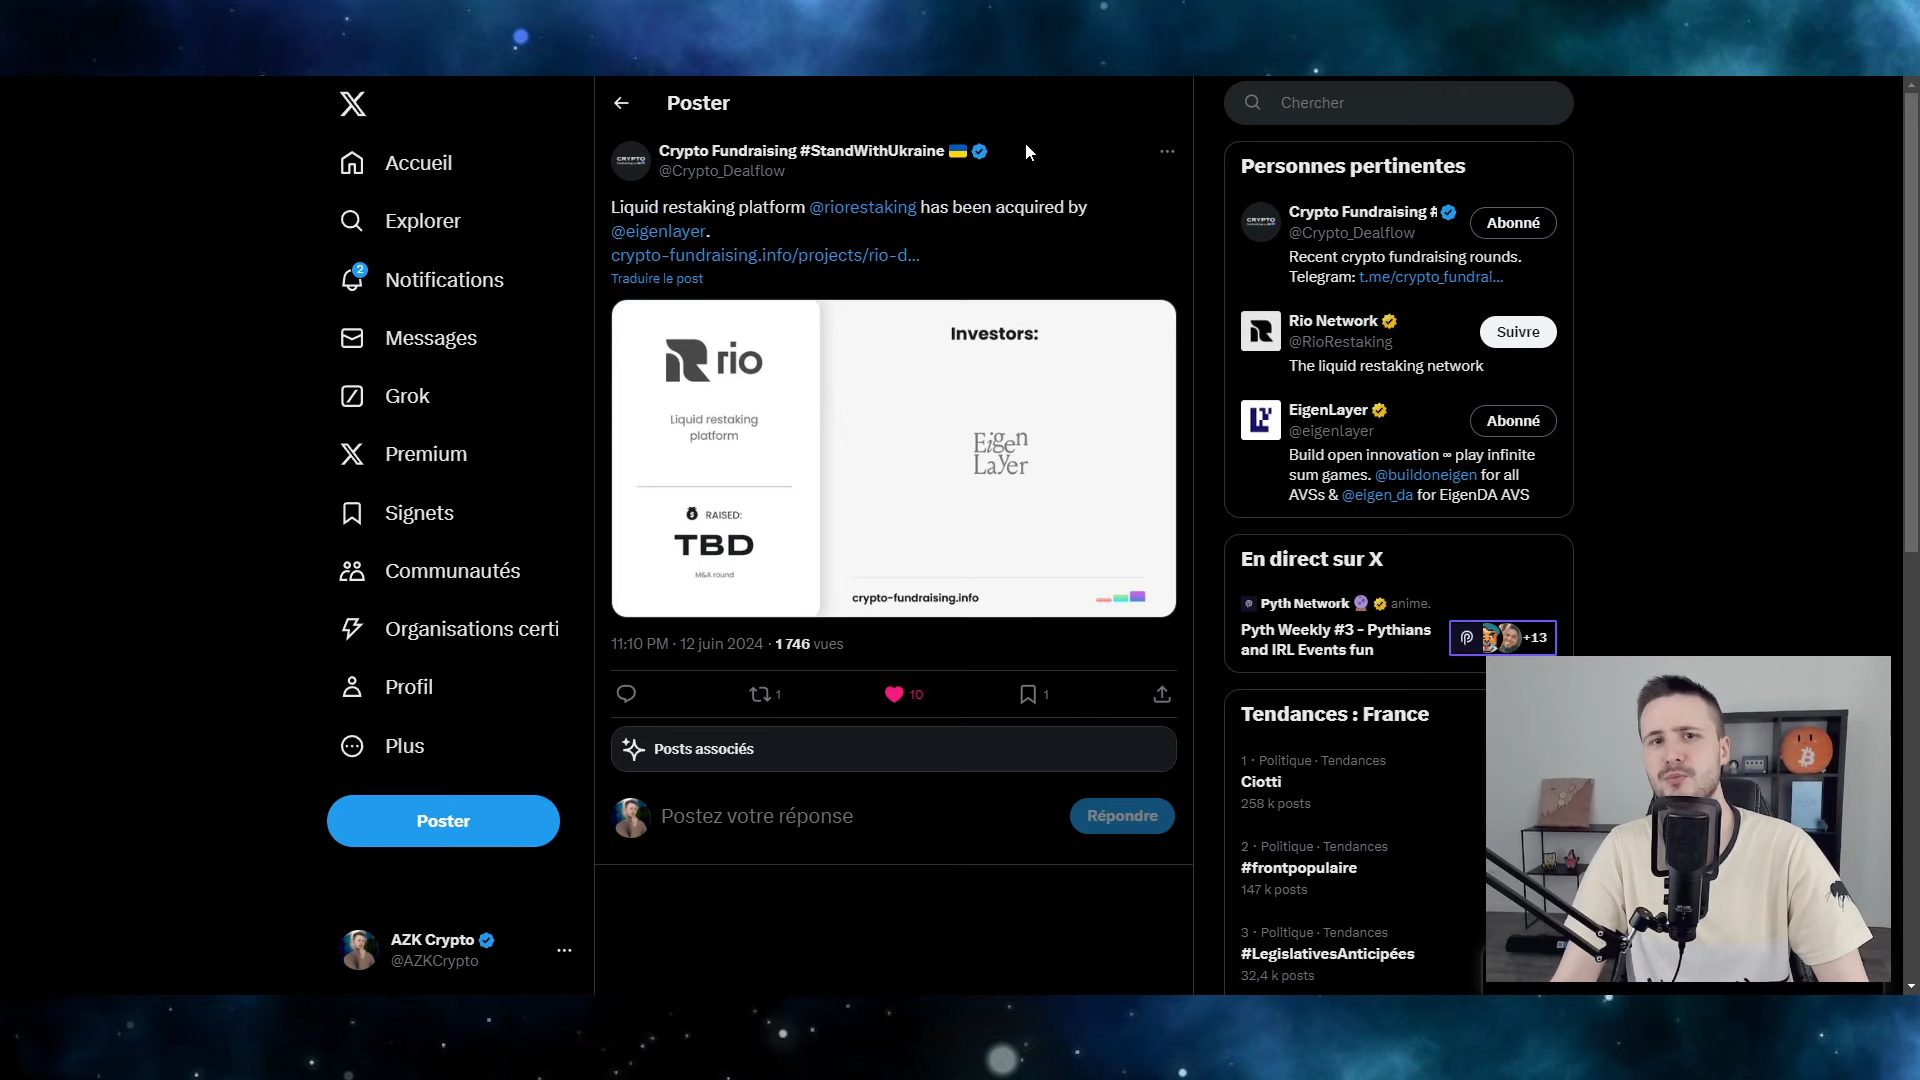 Accueil
Explorer
2
Notifications
Messages
Grok
Premium
Signets
Communautés
Organisations certi
Profil
Plus
Poster
AZK Crypto
@AZKCrypto
Poster
CRYPTO
Crypto Fundraising #StandWithUkraine
@Crypto_Dealflow
Liquid restaking platform @riorestaking has been acquired by
@eigenlayer.
crypto-fundraising.info/projects/rio-d...
Traduire le post
rio
Liquid restaking
platform
RAISED:
TBD
M&A round
Investors:
Eigen
Layer
crypto-fundraising.info
11:10 PM · 12 juin 2024 · 1 746 vues
1
10
1
Posts associés
Postez votre réponse
Répondre
Chercher
Personnes pertinentes
CRYPTO
Crypto Fundraising #
@Crypto_Dealflow
Abonné
Recent crypto fundraising rounds.
Telegram: t.me/crypto_fundrai...
Rio Network
@RioRestaking
Suivre
The liquid restaking network
EigenLayer
@eigenlayer
Abonné
Build open innovation ∞ play infinite
sum games. @buildoneigen for all
AVSs & @eigen_da for EigenDA AVS
En direct sur X
Pyth Network anime.
Pyth Weekly #3 - Pythians
and IRL Events fun
+13
Tendances : France
1 · Politique · Tendances
Ciotti
258 k posts
2 · Politique · Tendances
#frontpopulaire
147 k posts
3 · Politique · Tendances
#LegislativesAnticipées
32,4 k posts